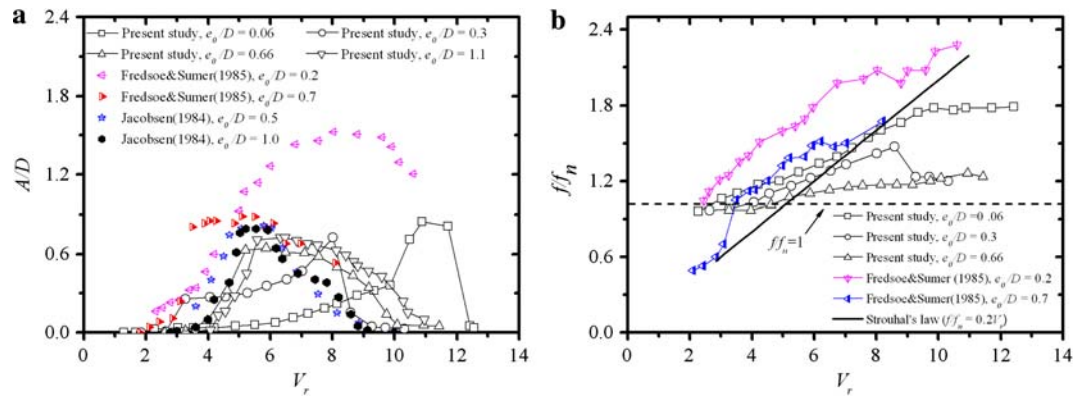 a
2.4
1.8
1.2
0.6
0.0
A/D
Present study, e₀/D = 0.06
Present study, e₀/D = 0.3
Present study, e₀/D = 0.66
Present study, e₀/D = 1.1
Fredsoe&Sumer(1985), e₀/D = 0.2
Fredsoe&Sumer(1985), e₀/D = 0.7
Jacobsen(1984), e₀/D = 0.5
Jacobsen(1984), e₀/D = 1.0
0 2 4 6 8 10 12 14
Vᵣ
b
2.4
1.8
1.2
0.6
0.0
f/fₙ
f/fₙ=1
Present study, e₀/D = 0 .06
Present study, e₀/D = 0.3
Present study, e₀/D = 0.66
Fredsoe&Sumer (1985), e₀/D = 0.2
Fredsoe&Sumer(1985), e₀/D = 0.7
Strouhal's law (f/fₙ = 0.2Vᵣ)
0 2 4 6 8 10 12 14
Vᵣ